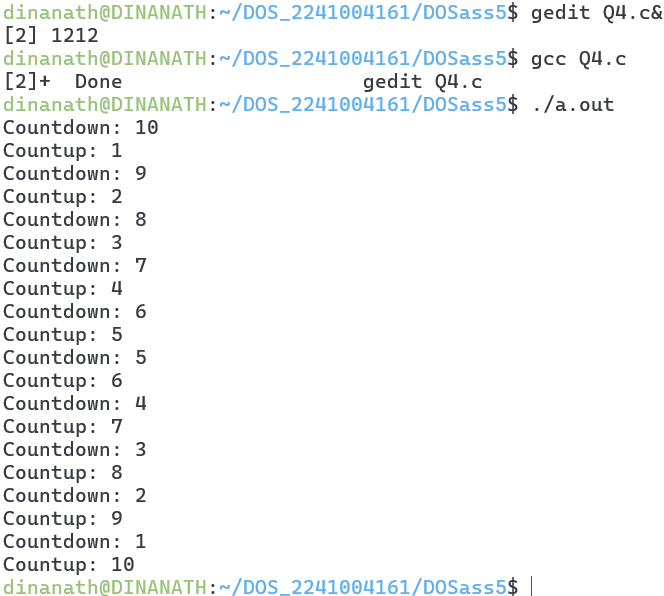 dinanath@DINANATH:~/DOS_2241004161/DOSass5$ gedit Q4.c&
[2] 1212
dinanath@DINANATH:~/DOS_2241004161/DOSass5$ gcc Q4.c
[2]+  Done                    gedit Q4.c
dinanath@DINANATH:~/DOS_2241004161/DOSass5$ ./a.out
Countdown: 10
Countup: 1
Countdown: 9
Countup: 2
Countdown: 8
Countup: 3
Countdown: 7
Countup: 4
Countdown: 6
Countup: 5
Countdown: 5
Countup: 6
Countdown: 4
Countup: 7
Countdown: 3
Countup: 8
Countdown: 2
Countup: 9
Countdown: 1
Countup: 10
dinanath@DINANATH:~/DOS_2241004161/DOSass5$